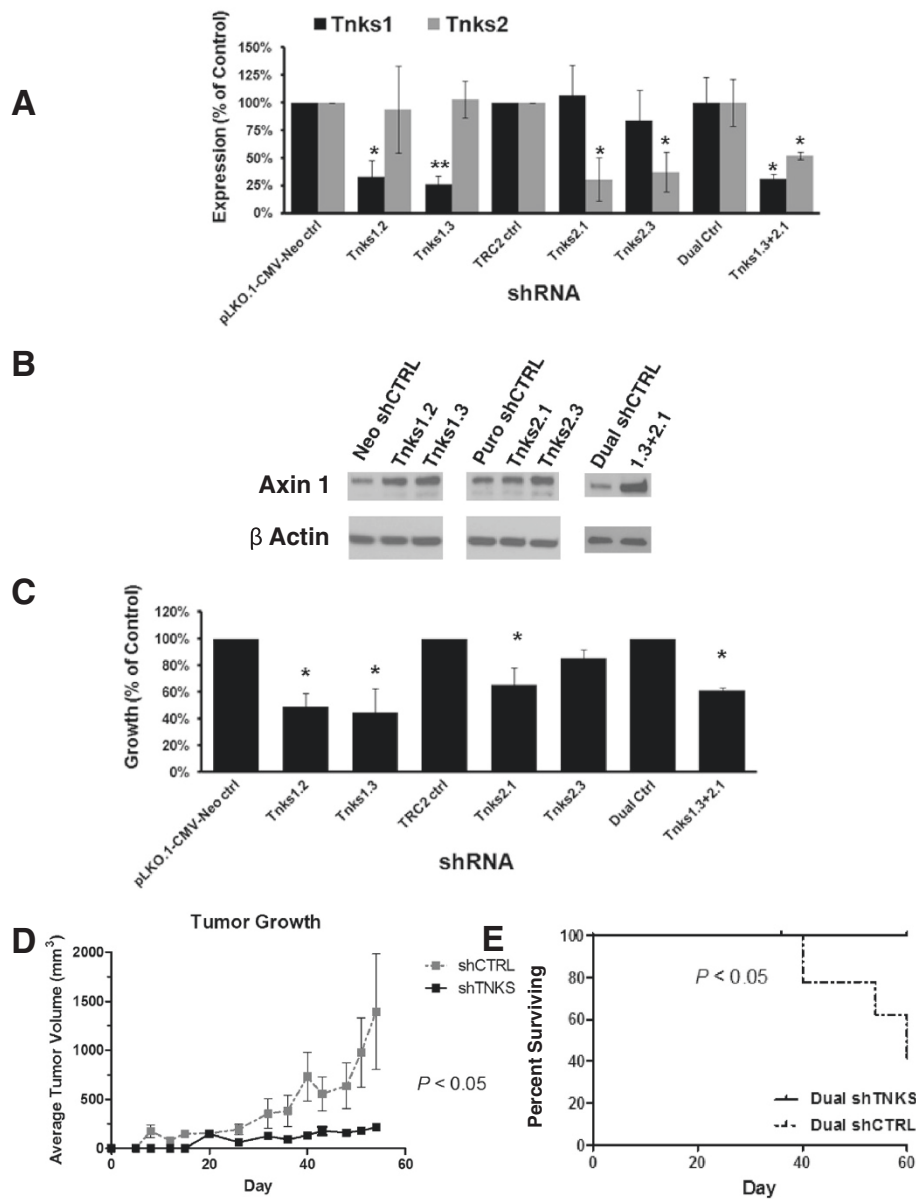 A
Tnks1 Tnks2
Expression (% of Control)
150%
125%
100%
75%
50%
25%
0%
* ** * * * *
pLKO.1-CMV-Neo ctrl
Tnks1.2
Tnks1.3
TRC2 ctrl
Tnks2.1
Tnks2.3
Dual Ctrl
Tnks1.3+2.1
shRNA
B
Neo shCTRL
Tnks1.2
Tnks1.3
Puro shCTRL
Tnks2.1
Tnks2.3
Dual shCTRL
1.3+2.1
Axin 1
β Actin
C
Growth (% of Control)
120%
100%
80%
60%
40%
20%
0%
* * * *
pLKO.1-CMV-Neo ctrl
Tnks1.2
Tnks1.3
TRC2 ctrl
Tnks2.1
Tnks2.3
Dual Ctrl
Tnks1.3+2.1
shRNA
D
Tumor Growth
Average Tumor Volume (mm³)
2000
1500
1000
500
0
0 20 40 60
Day
shCTRL
shTNKS
P < 0.05
E
Percent Surviving
100
80
60
40
20
0
P < 0.05
Dual shTNKS
Dual shCTRL
0 20 40 60
Day